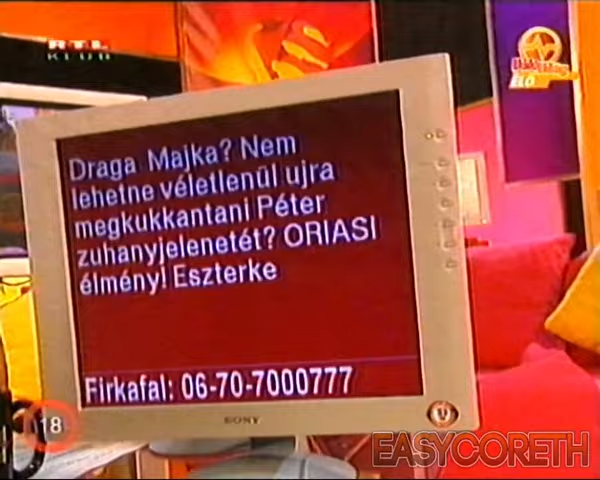 RTL
KLUB
ÉLŐ
Draga Majka? Nem
lehetne véletlenül ujra
megkukkantani Péter
zuhanyjelenetét? ORIASI
élmény! Eszterke
Firkafal: 06-70-7000777
SONY
18
EASYCORETH